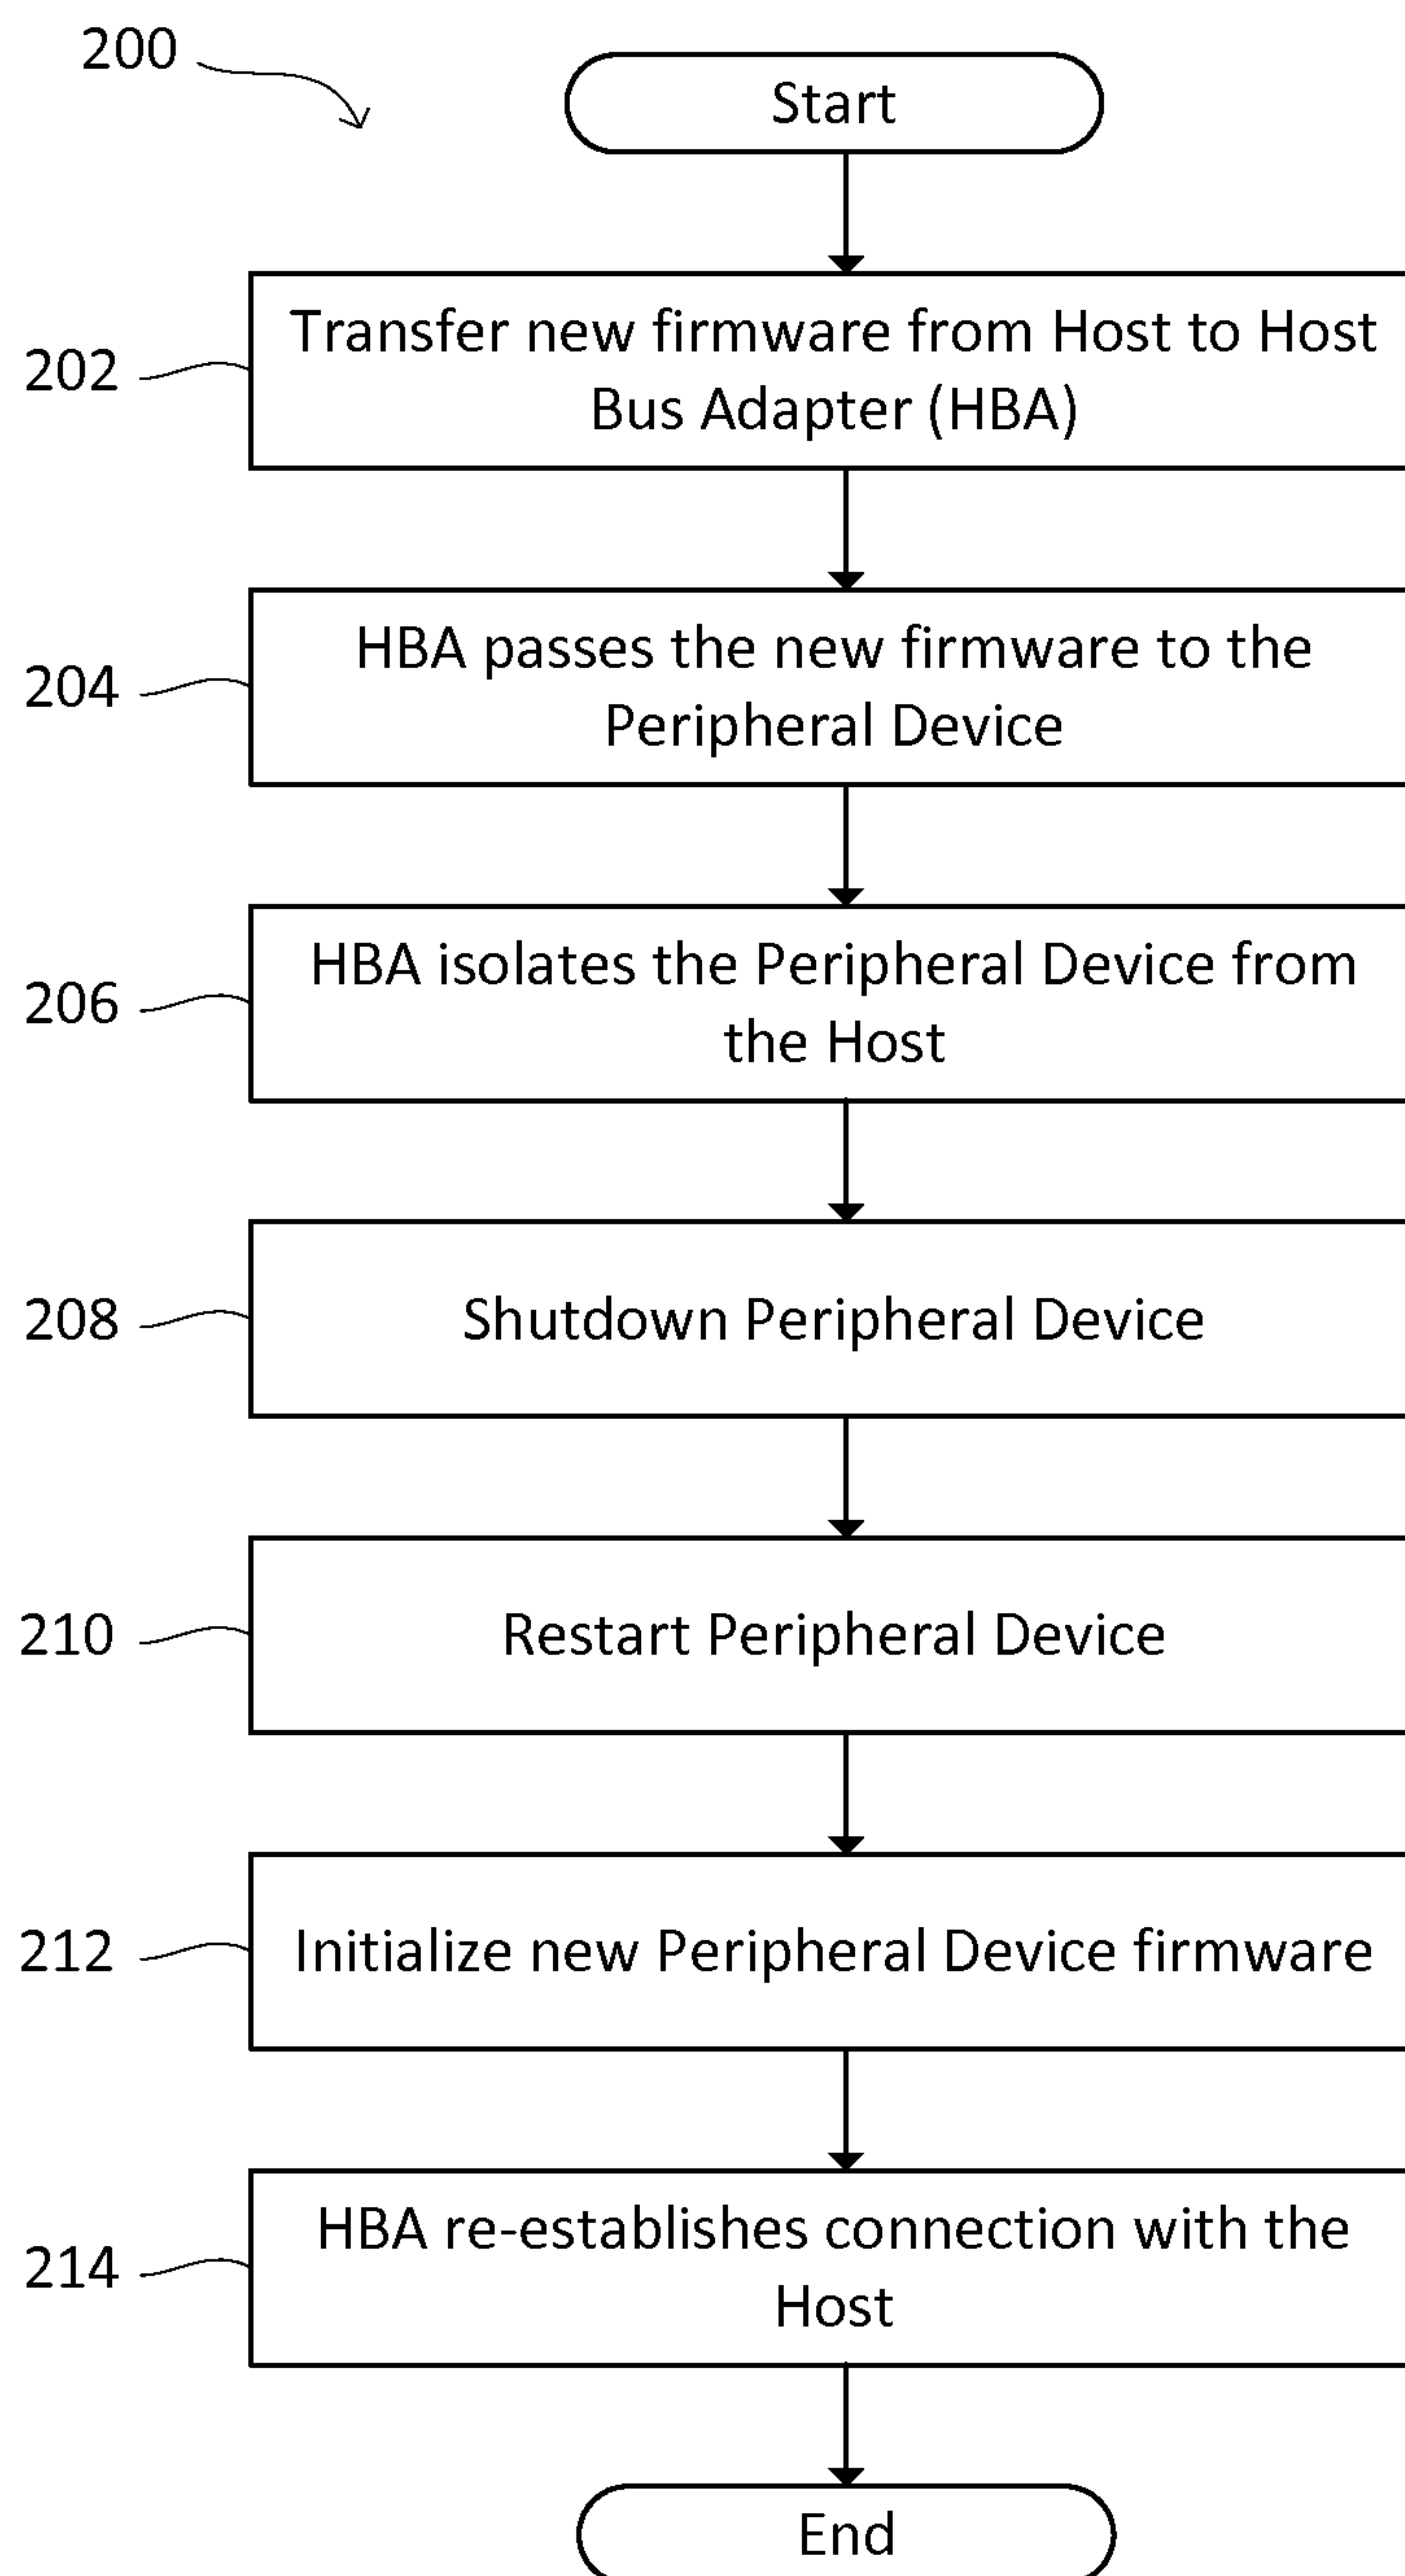 200
Start
202
Transfer new firmware from Host to Host
Bus Adapter (HBA)
204
HBA passes the new firmware to the
Peripheral Device
206
HBA isolates the Peripheral Device from
the Host
208
Shutdown Peripheral Device
210
Restart Peripheral Device
212
Initialize new Peripheral Device firmware
214
HBA re-establishes connection with the
Host
End